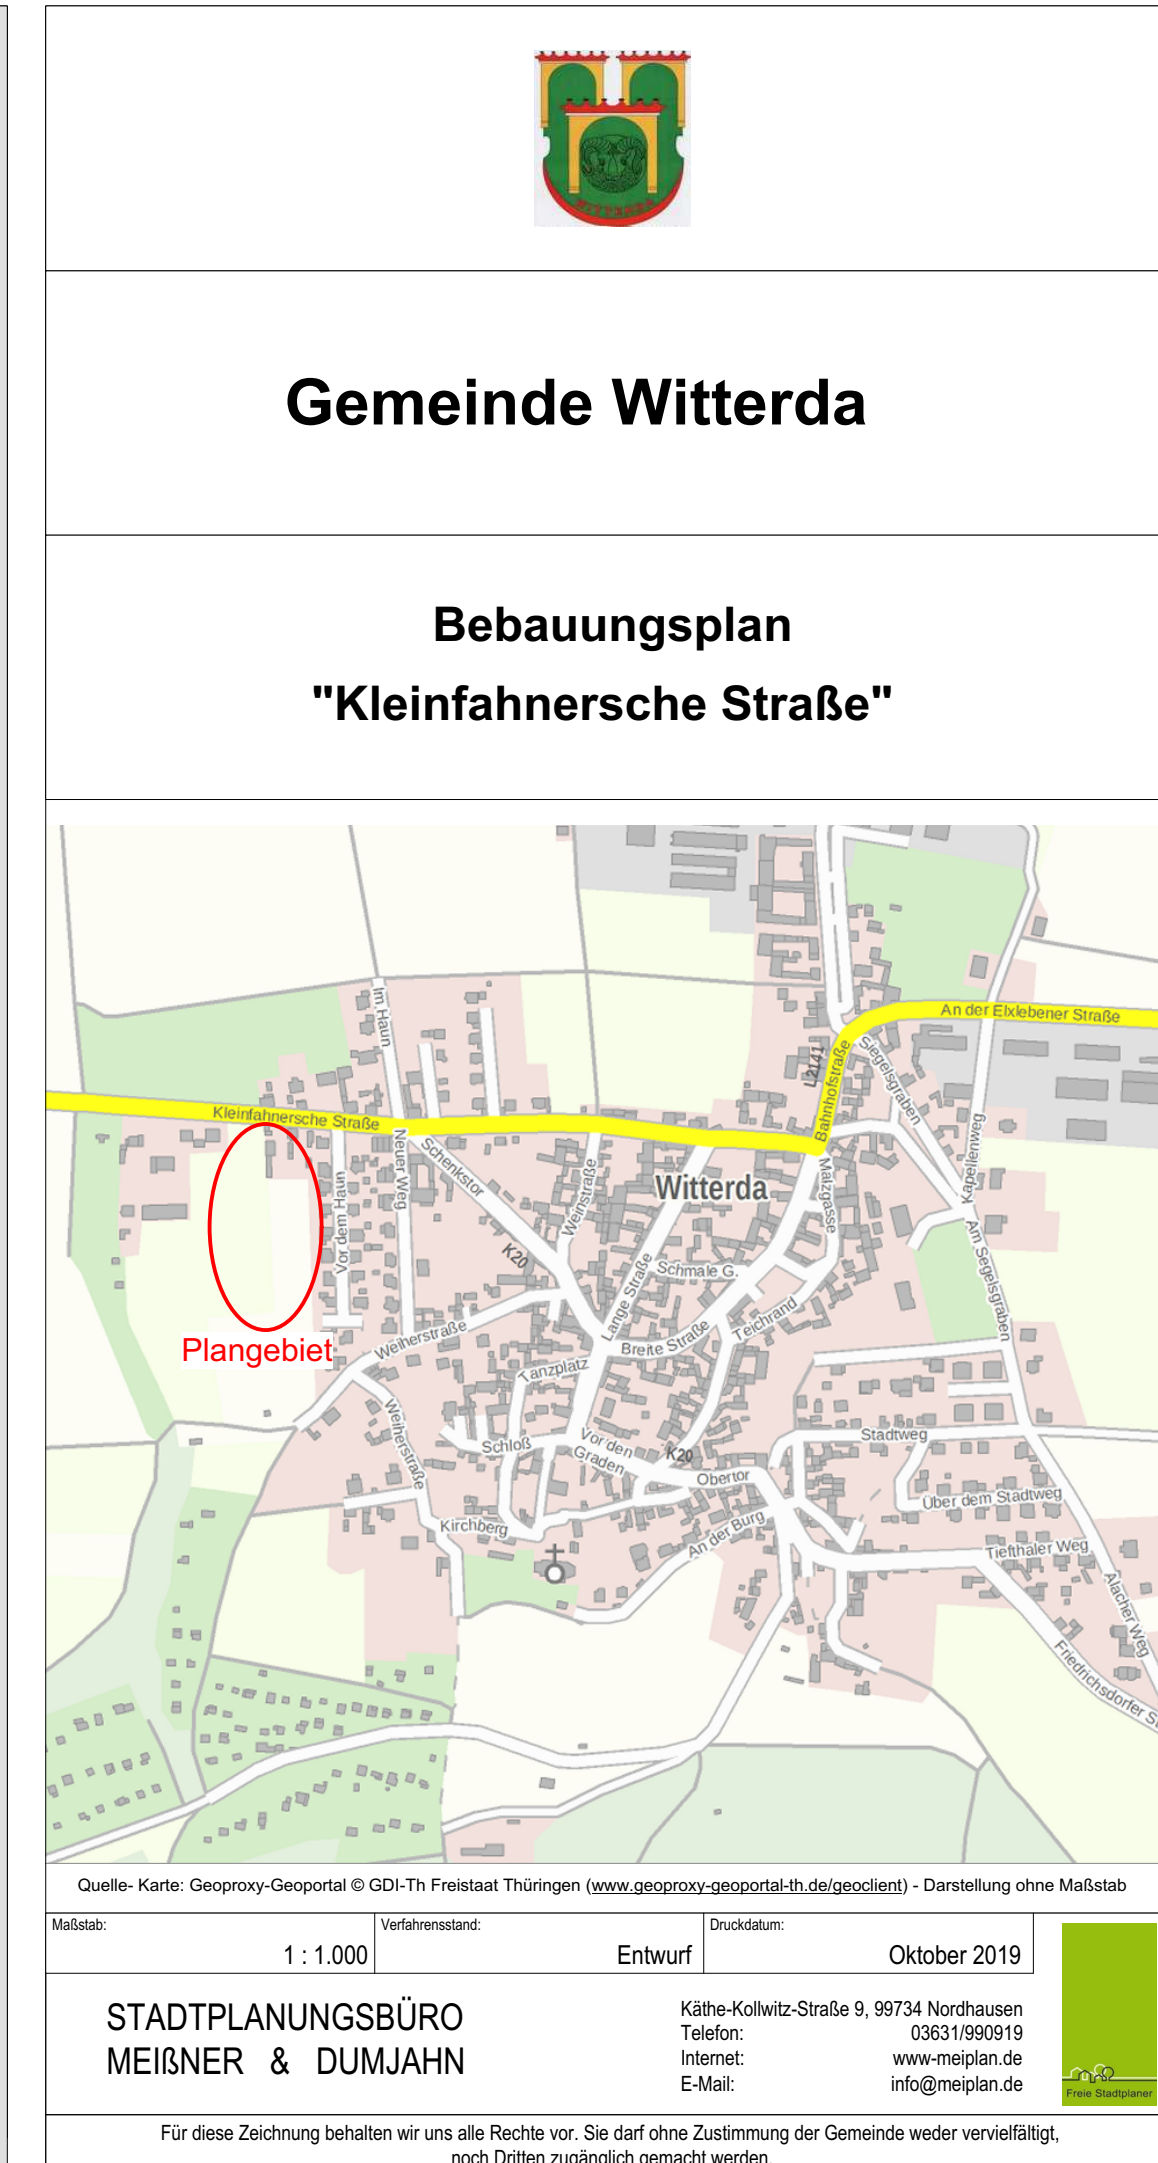 WITTERDA
Gemeinde Witterda
Bebauungsplan
"Kleinfahnersche Straße"
An der Elxlebener Straße
Im Haun
L2141
Bahnhofstraße
Siegelsgraben
Kleinfahnersche Straße
Kapellenweg
Neuer Weg
Schenkstor
Weinstraße
Witterda
Malzgasse
Vor dem Haun
K20
Schmale G.
Am Segelsgraben
Lange Straße
Teichrand
Weiherstraße
Breite Straße
Plangebiet
Tanzplatz
Weiherstraße
Schloß
Vor den
Graden
K20
Stadtweg
Obertor
Über dem Stadtweg
Kirchberg
An der Burg
Tiefthaler Weg
Alacher Weg
Friedrichsdorfer St
Quelle- Karte: Geoproxy-Geoportal © GDI-Th Freistaat Thüringen (www.geoproxy-geoportal-th.de/geoclient) - Darstellung ohne Maßstab
Maßstab:
1 : 1.000
Verfahrensstand:
Entwurf
Druckdatum:
Oktober 2019
STADTPLANUNGSBÜRO
MEIßNER & DUMJAHN
Käthe-Kollwitz-Straße 9, 99734 Nordhausen
Telefon: 03631/990919
Internet: www-meiplan.de
E-Mail: info@meiplan.de
Freie Stadtplaner
Für diese Zeichnung behalten wir uns alle Rechte vor. Sie darf ohne Zustimmung der Gemeinde weder vervielfältigt,
noch Dritten zugänglich gemacht werden.